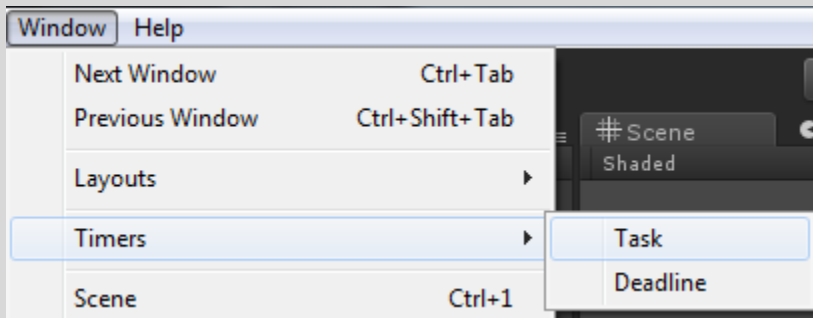 Window Help
Next Window Ctrl+Tab
Previous Window Ctrl+Shift+Tab
Scene
Shaded
Layouts
Timers
Task
Deadline
Scene Ctrl+1